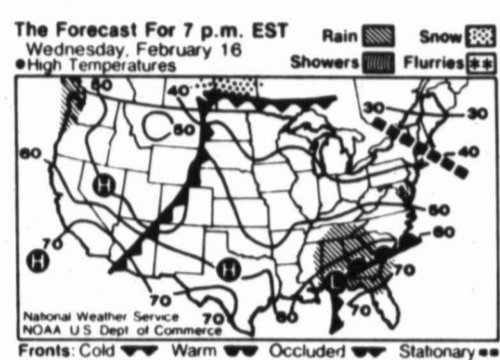 The Forecast For 7 p.m. EST
Wednesday, February 16
●High Temperatures
Rain
Snow
Showers
Flurries
60
40
30
30
50
60
40
H
50
60
70
H
H
L
70
70
70
60
70
National Weather Service
NOAA U S Dept of Commerce
Fronts: Cold Warm Occluded Stationary